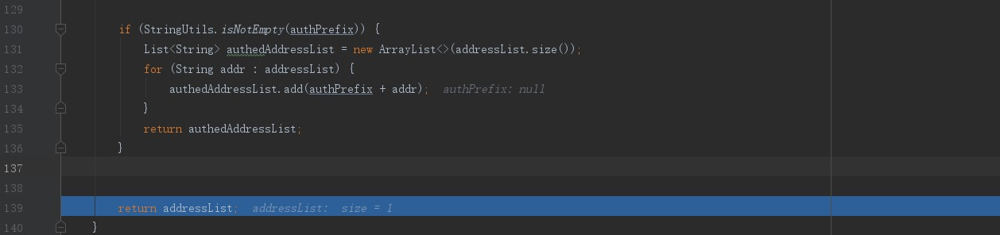 129
130 if (StringUtils.isNotEmpty(authPrefix)) {
131 List<String> authedAddressList = new ArrayList<>(addressList.size());
132 for (String addr : addressList) {
133 authedAddressList.add(authPrefix + addr); authPrefix: null
134 }
135 return authedAddressList;
136 }
137
138
139 return addressList; addressList: size = 1
140 }